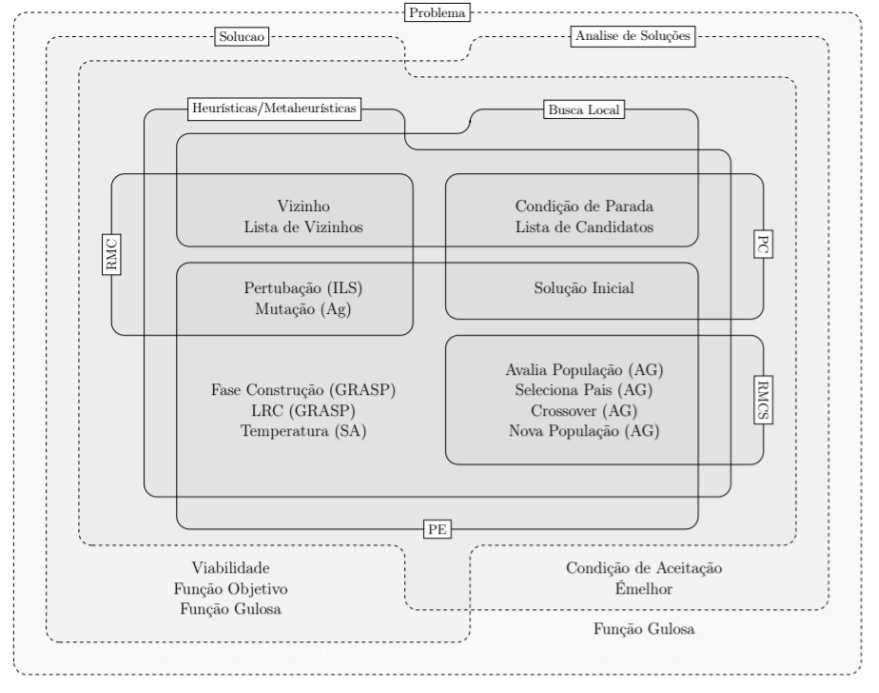 Problema
Solucao
Analise de Soluções
Heurísticas/Metaheurísticas
Busca Local
RMC
Vizinho
Lista de Vizinhos
Condição de Parada
Lista de Candidatos
PC
Pertubação (ILS)
Mutação (Ag)
Solução Inicial
Fase Construção (GRASP)
LRC (GRASP)
Temperatura (SA)
Avalia População (AG)
Seleciona Pais (AG)
Crossover (AG)
Nova População (AG)
RMCS
PE
Viabilidade
Função Objetivo
Função Gulosa
Condição de Aceitação
Émelhor
Função Gulosa